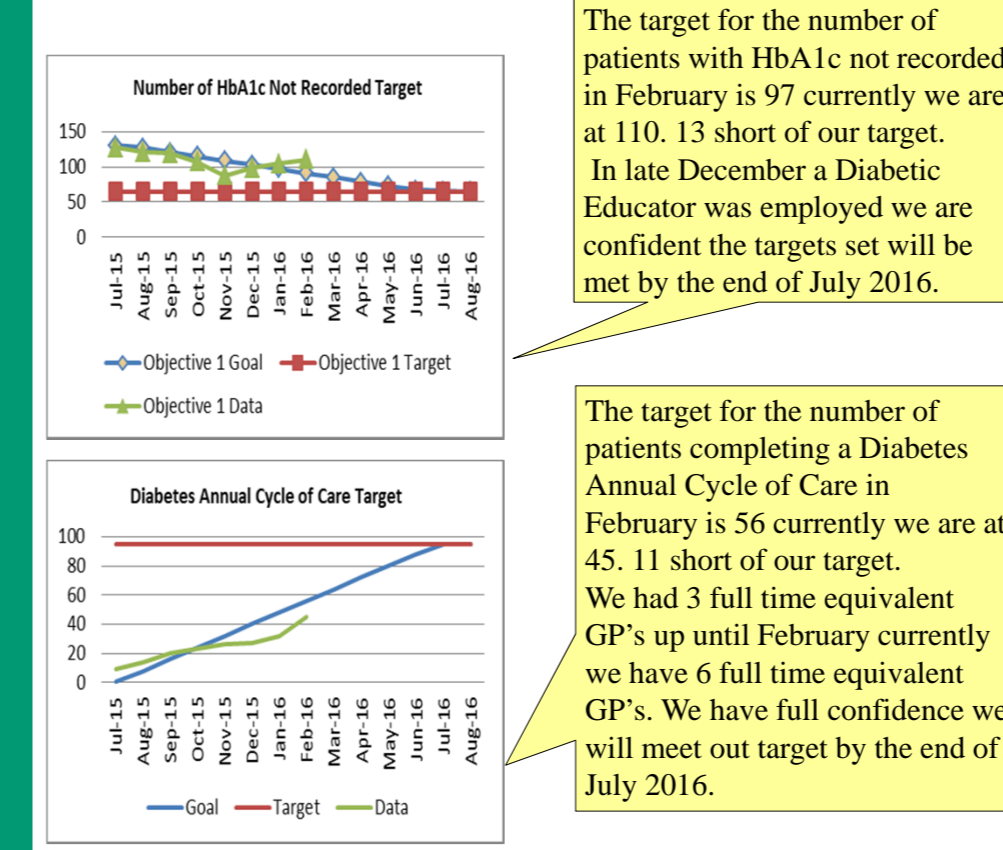 Number of HbA1c Not Recorded Target
150
100
50
0
Jul-15
Aug-15
Sep-15
Oct-15
Nov-15
Dec-15
Jan-16
Feb-16
Mar-16
Apr-16
May-16
Jun-16
Jul-16
Aug-16
Objective 1 Goal
Objective 1 Target
Objective 1 Data
The target for the number of
patients with HbA1c not recorded
in February is 97 currently we are
at 110. 13 short of our target.
In late December a Diabetic
Educator was employed we are
confident the targets set will be
met by the end of July 2016.
Diabetes Annual Cycle of Care Target
100
80
60
40
20
0
Jul-15
Aug-15
Sep-15
Oct-15
Nov-15
Dec-15
Jan-16
Feb-16
Mar-16
Apr-16
May-16
Jun-16
Jul-16
Aug-16
Goal
Target
Data
The target for the number of
patients completing a Diabetes
Annual Cycle of Care in
February is 56 currently we are at
45. 11 short of our target.
We had 3 full time equivalent
GP's up until February currently
we have 6 full time equivalent
GP's. We have full confidence we
will meet out target by the end of
July 2016.